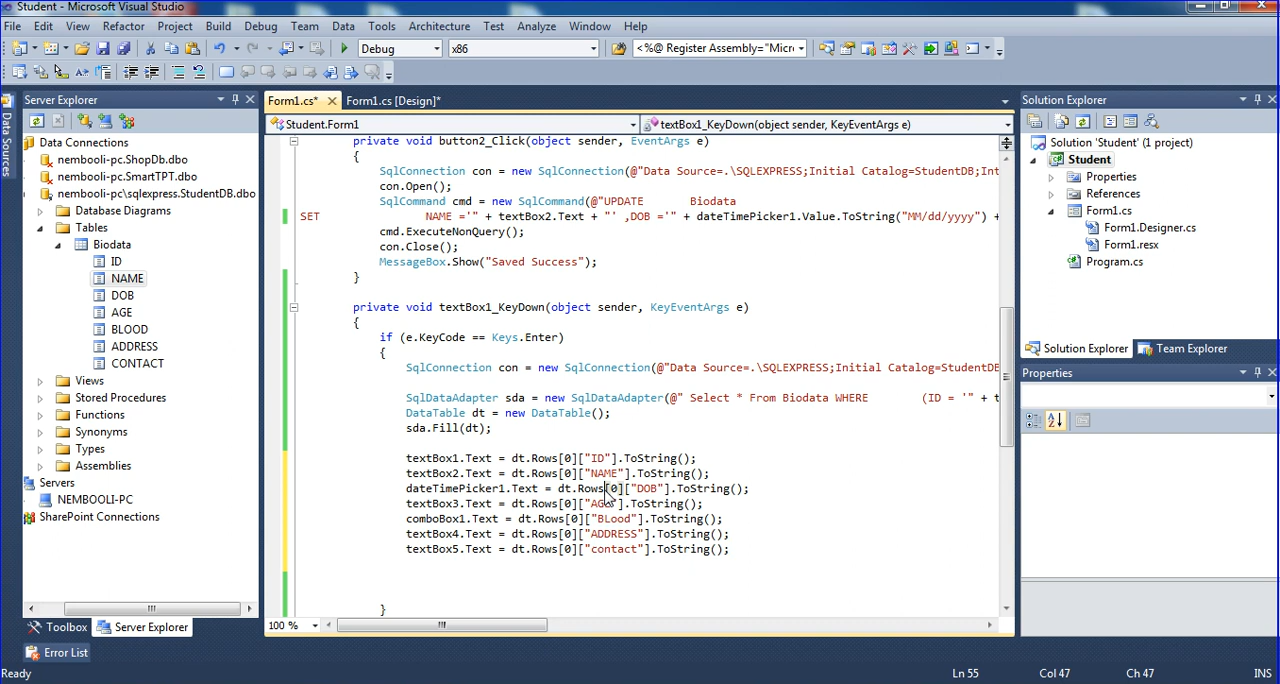 Student - Microsoft Visual Studio
File Edit View Refactor Project Build Debug Team Data Tools Architecture Test Analyze Window Help
Debug x86 <%@ Register Assembly="Micr
Data Sources
Server Explorer
Data Connections
nembooli-pc.ShopDb.dbo
nembooli-pc.SmartPT.dbo
nembooli-pc\sqlexpress.StudentDB.dbo
Database Diagrams
Tables
Biodata
ID
NAME
DOB
AGE
BLOOD
ADDRESS
CONTACT
Views
Stored Procedures
Functions
Synonyms
Types
Assemblies
Servers
NEMBOOLI-PC
SharePoint Connections
Toolbox Server Explorer
Form1.cs* Form1.cs [Design]*
Student.Form1 textBox1_KeyDown(object sender, KeyEventArgs e)
private void button2_Click(object sender, EventArgs e)
{
SqlConnection con = new SqlConnection(@"Data Source=.\SQLEXPRESS;Initial Catalog=StudentDB;Int
con.Open();
SqlCommand cmd = new SqlCommand(@"UPDATE Biodata
SET NAME ='" + textBox2.Text + "' ,DOB ='" + dateTimePicker1.Value.ToString("MM/dd/yyyy") +
cmd.ExecuteNonQuery();
con.Close();
MessageBox.Show("Saved Success");
}
private void textBox1_KeyDown(object sender, KeyEventArgs e)
{
if (e.KeyCode == Keys.Enter)
{
SqlConnection con = new SqlConnection(@"Data Source=.\SQLEXPRESS;Initial Catalog=StudentDB
SqlDataAdapter sda = new SqlDataAdapter(@" Select * From Biodata WHERE (ID = '" + t
DataTable dt = new DataTable();
sda.Fill(dt);
textBox1.Text = dt.Rows[0]["ID"].ToString();
textBox2.Text = dt.Rows[0]["NAME"].ToString();
dateTimePicker1.Text = dt.Rows[0]["DOB"].ToString();
textBox3.Text = dt.Rows[0]["AGE"].ToString();
comboBox1.Text = dt.Rows[0]["BLood"].ToString();
textBox4.Text = dt.Rows[0]["ADDRESS"].ToString();
textBox5.Text = dt.Rows[0]["contact"].ToString();
}
100 %
Solution Explorer
Solution 'Student' (1 project)
Student
Properties
References
Form1.cs
Form1.Designer.cs
Form1.resx
Program.cs
Solution Explorer Team Explorer
Properties
Error List
Ready Ln 55 Col 47 Ch 47 INS